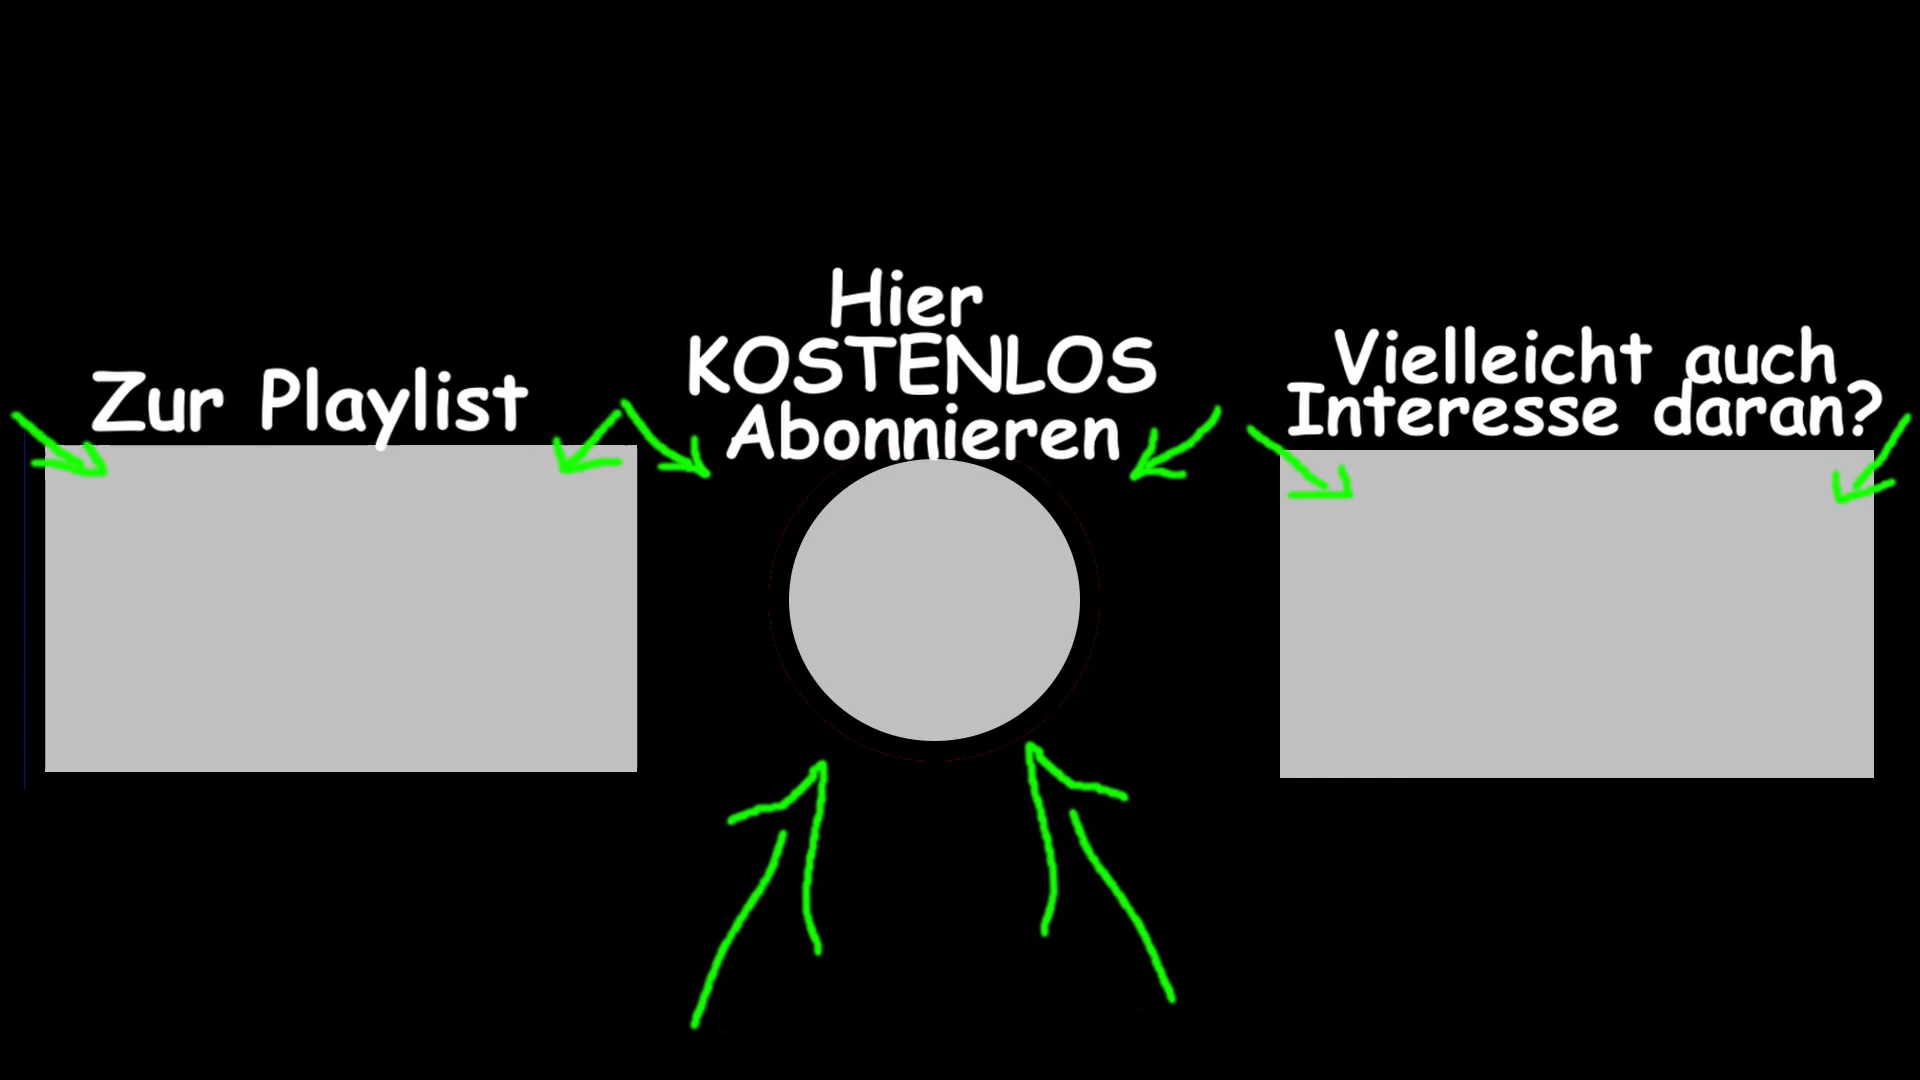 Zur Playlist
Hier
KOSTENLOS
Abonnieren
Vielleicht auch
Interesse daran?